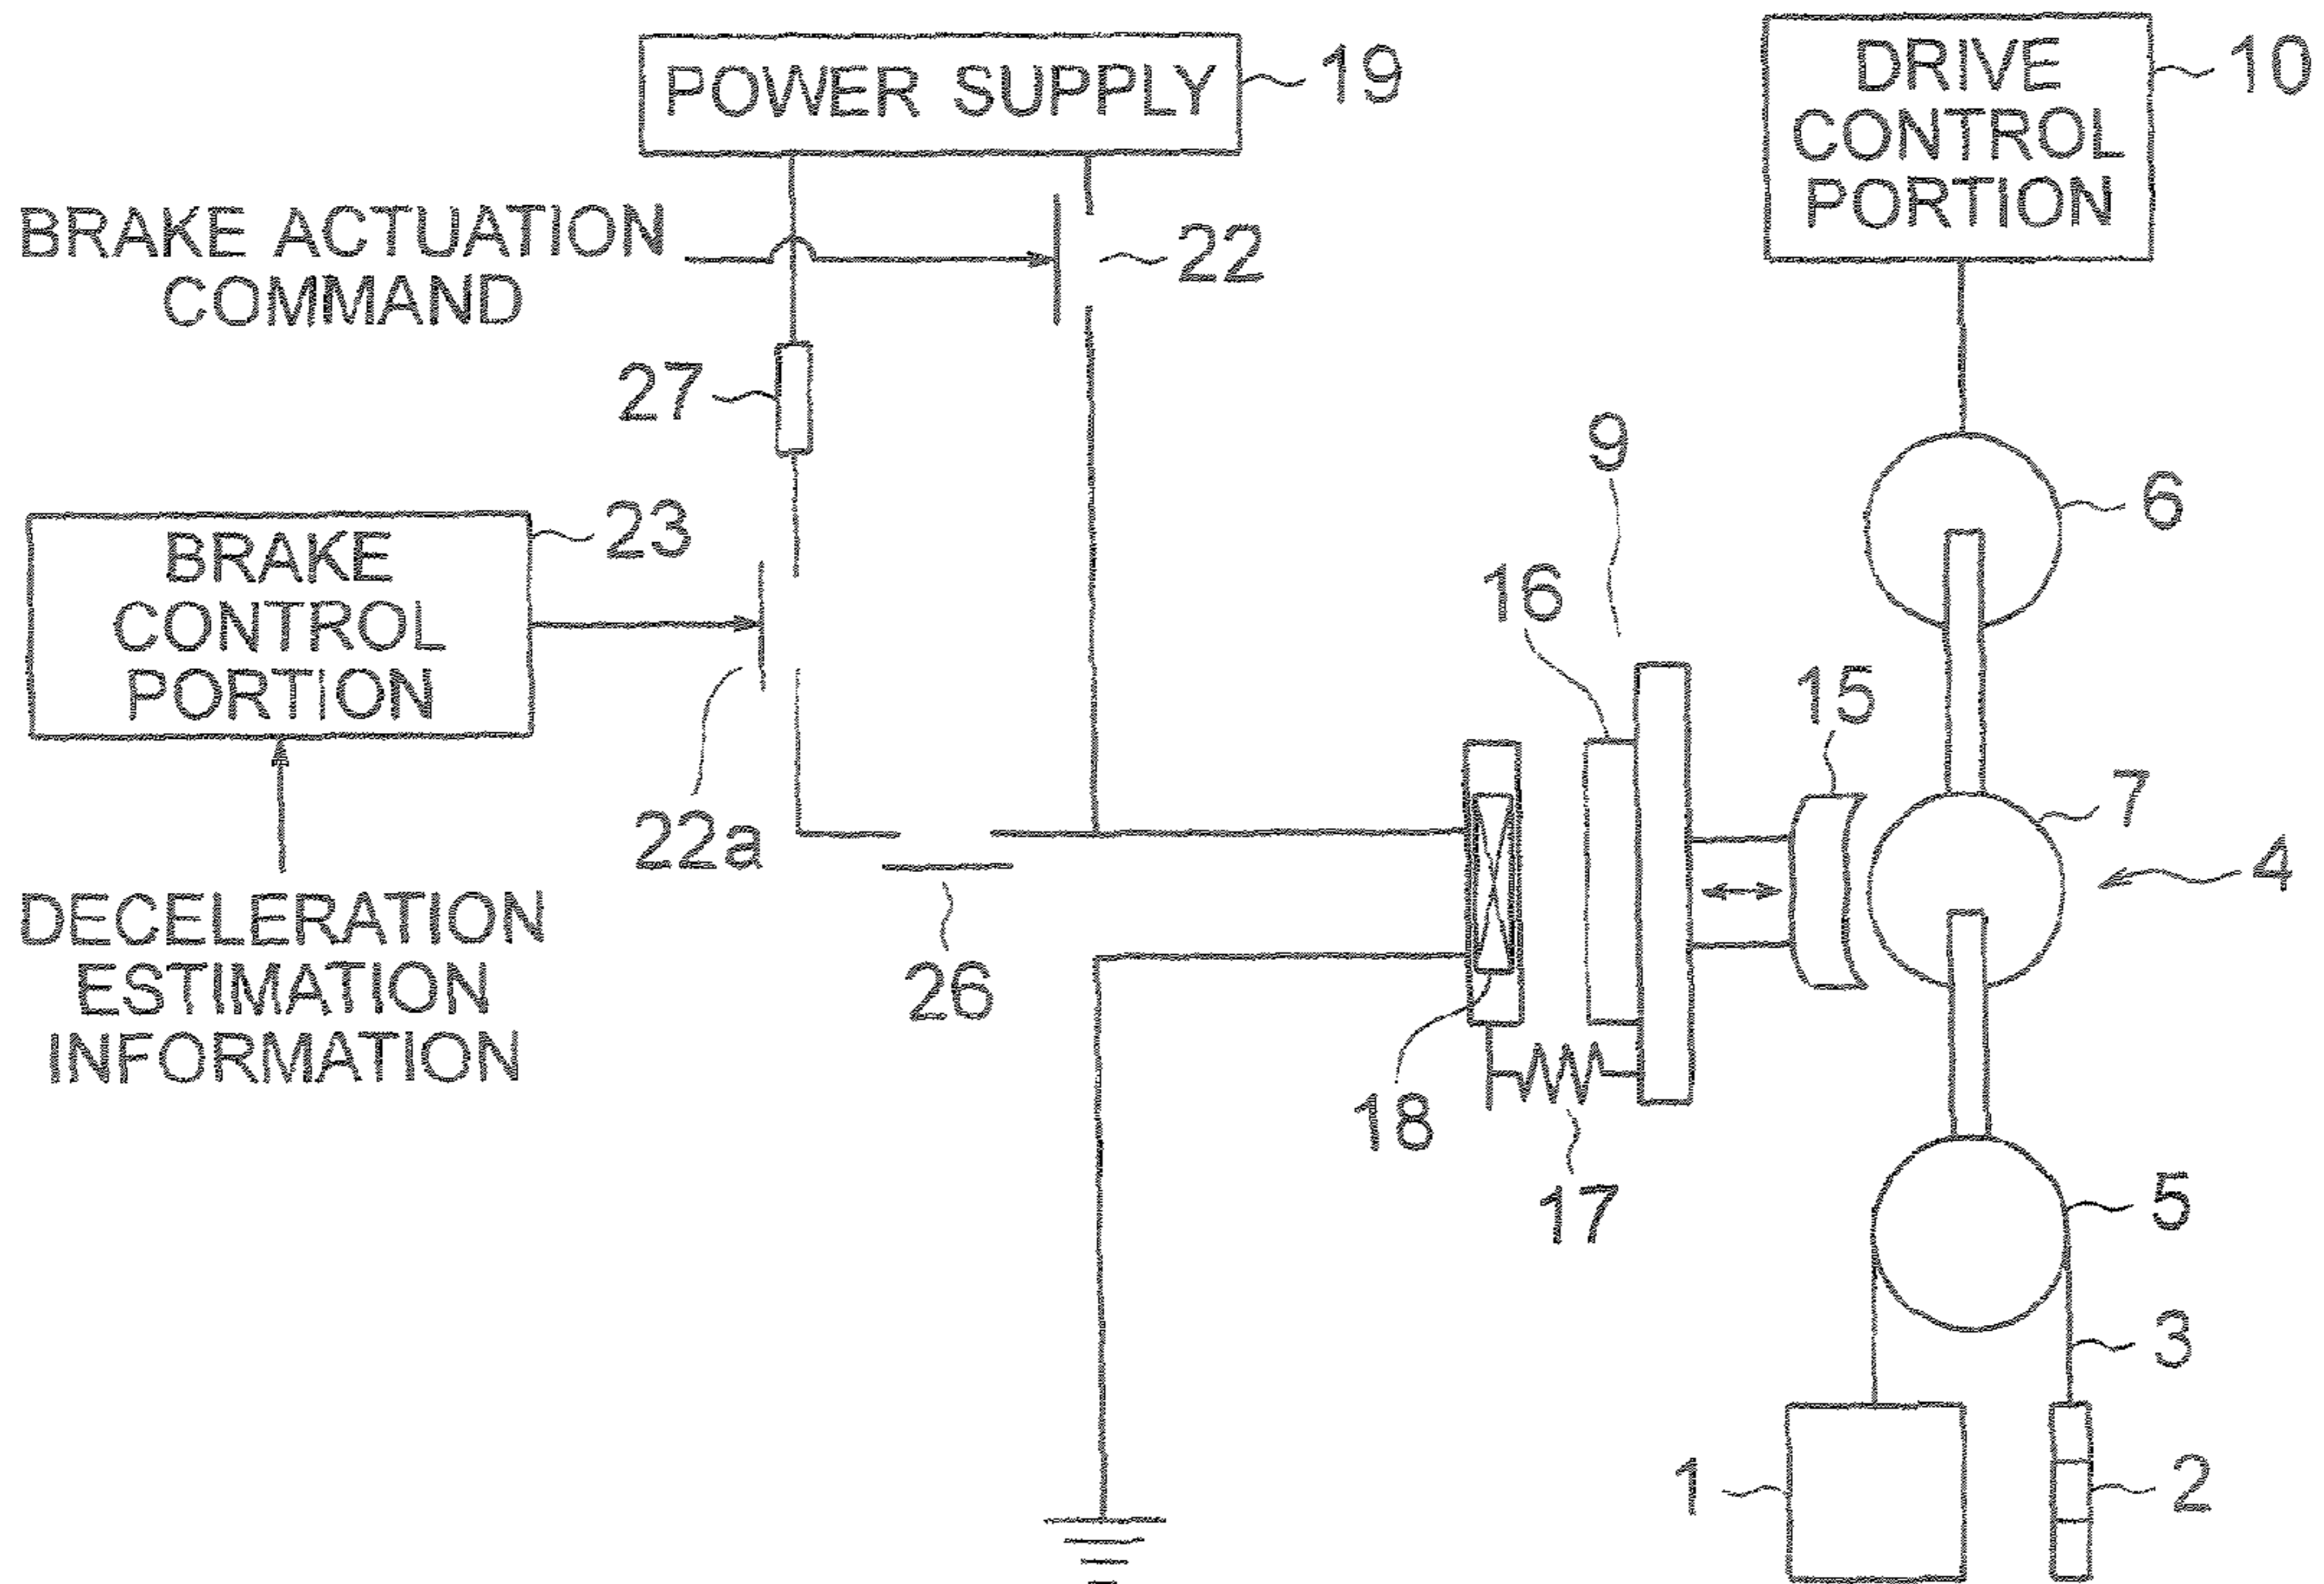 POWER SUPPLY
19
DRIVE
CONTROL
PORTION
10
BRAKE ACTUATION
COMMAND
22
27
9
6
BRAKE
CONTROL
PORTION
23
16
15
7
22a
4
DECELERATION
ESTIMATION
INFORMATION
26
18
17
5
3
1
2